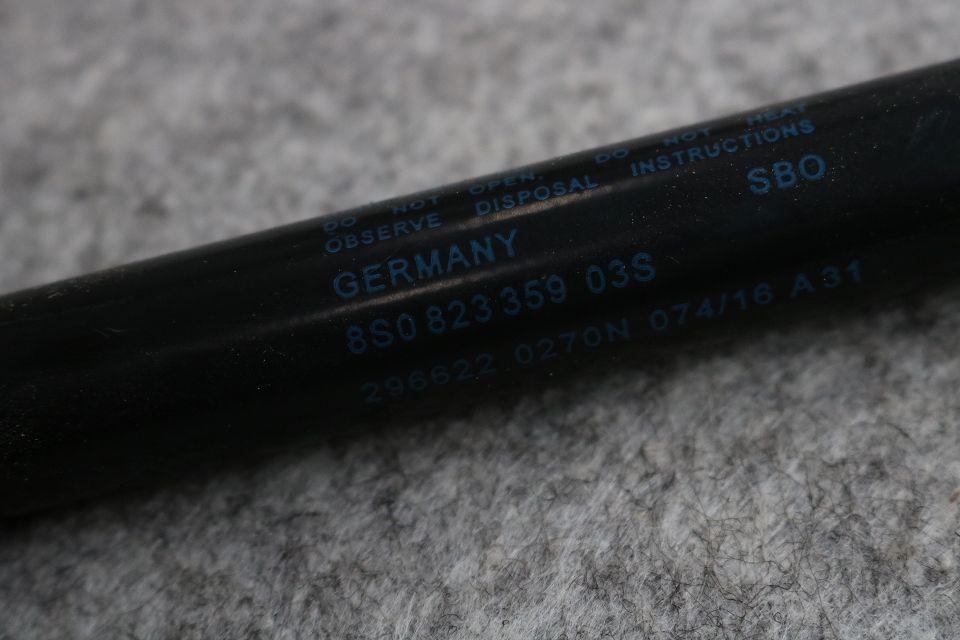 DO NOT OPEN. DO NOT HEAT
OBSERVE DISPOSAL INSTRUCTIONS
GERMANY SBO
8S0 823 359 03S
296622 0270N 074/16 A31